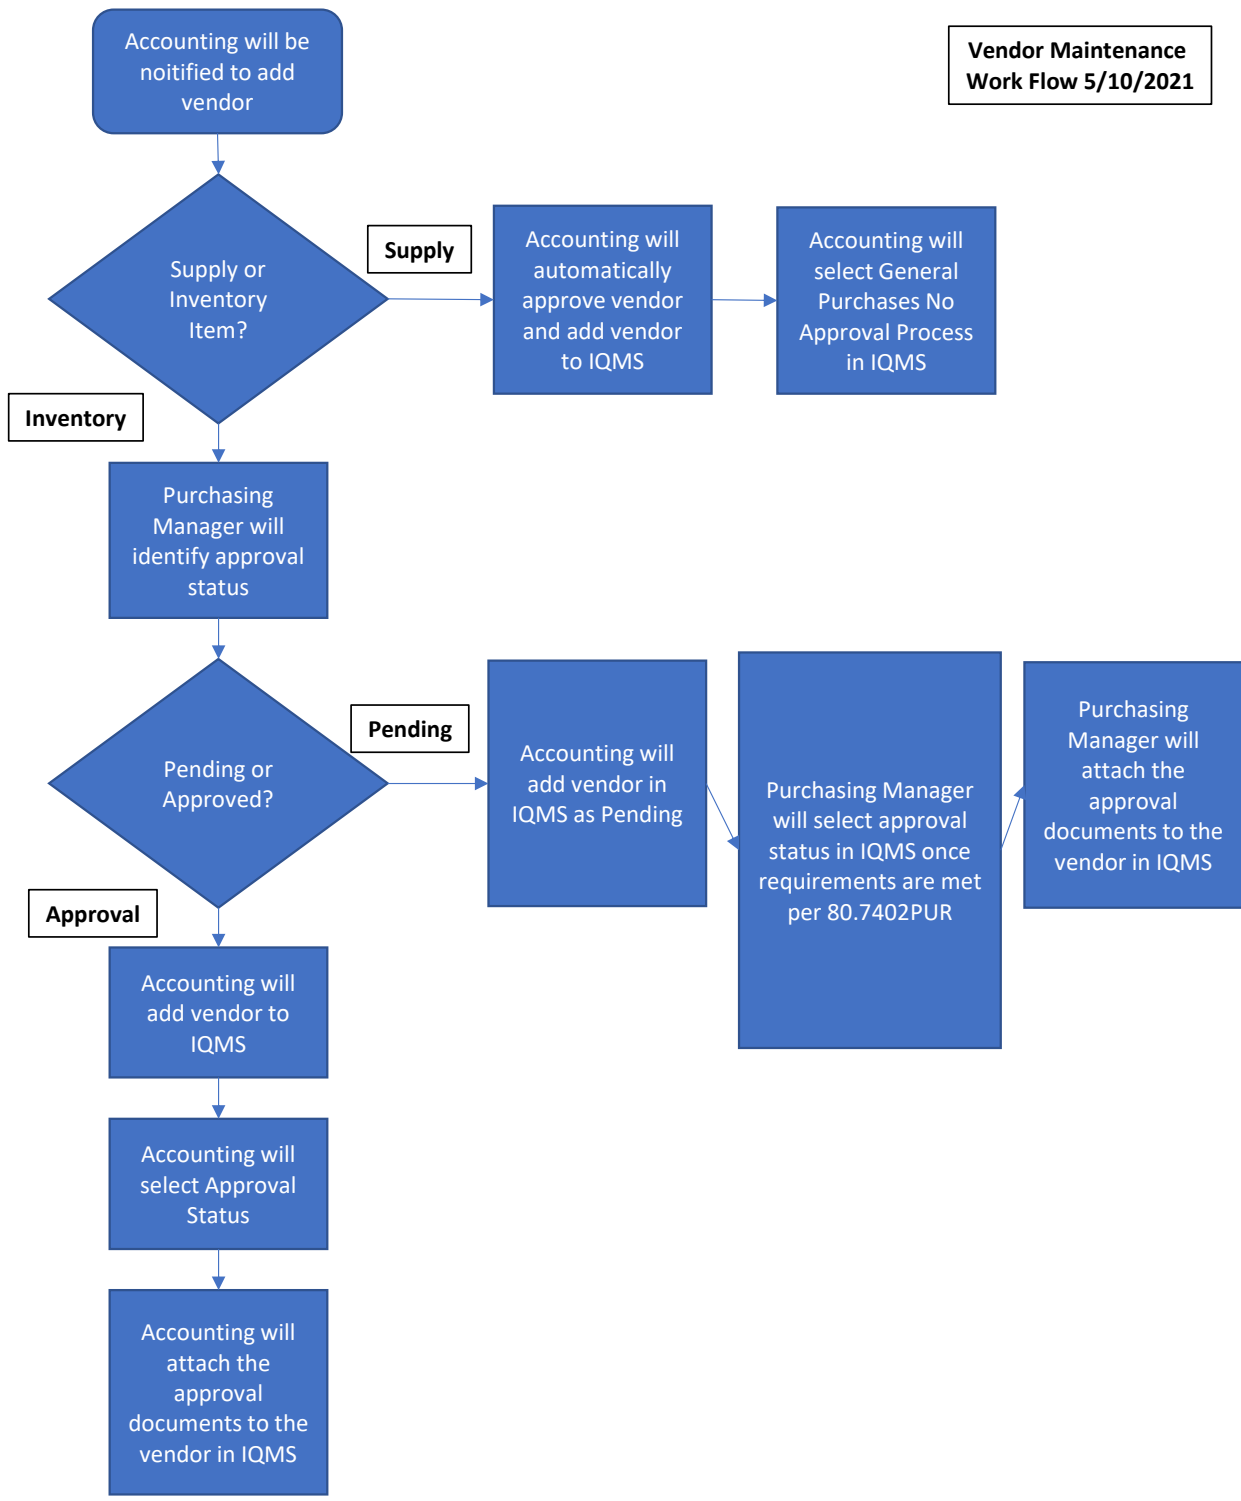 Accounting will be
noitified to add
vendor
Vendor Maintenance
Work Flow 5/10/2021
Supply or
Inventory
Item?
Supply
Accounting will
automatically
approve vendor
and add vendor
to IQMS
Accounting will
select General
Purchases No
Approval Process
in IQMS
Inventory
Purchasing
Manager will
identify approval
status
Pending or
Approved?
Pending
Accounting will
add vendor in
IQMS as Pending
Purchasing Manager
will select approval
status in IQMS once
requirements are met
per 80.7402PUR
Purchasing
Manager will
attach the
approval
documents to the
vendor in IQMS
Approval
Accounting will
add vendor to
IQMS
Accounting will
select Approval
Status
Accounting will
attach the
approval
documents to the
vendor in IQMS